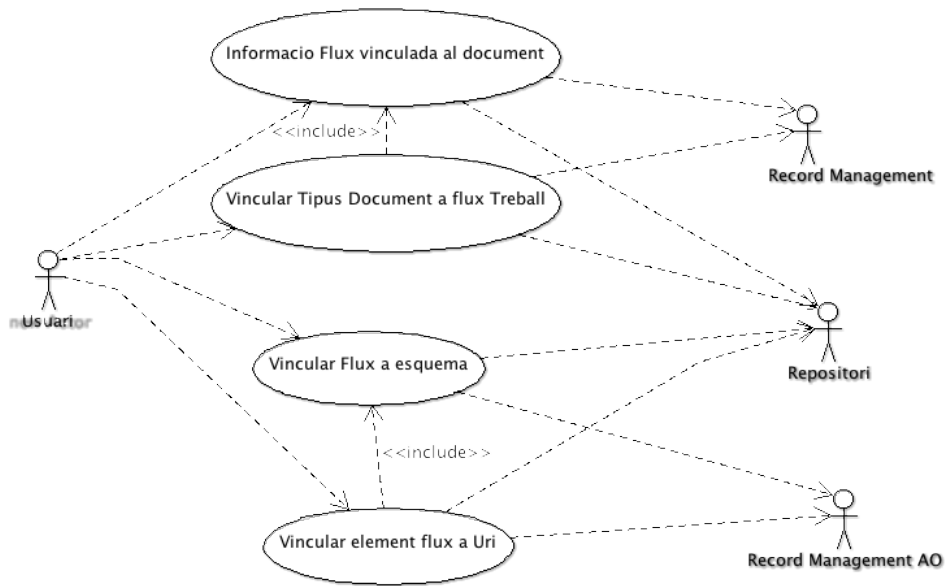 Informacio Flux vinculada al document
<<include>>
Record Management
Vincular Tipus Document a flux Treball
Usuari
Vincular Flux a esquema
Repositori
<<include>>
Vincular element flux a Uri
Record Management AO